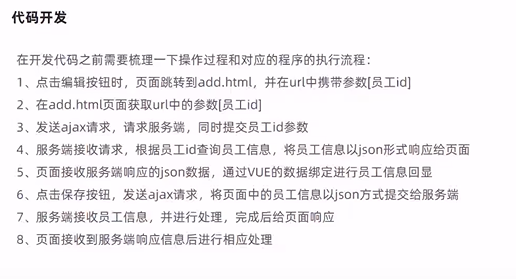 代码开发
在开发代码之前需要梳理一下操作过程和对应的程序的执行流程：
1、点击编辑按钮时，页面跳转到add.html，并在url中携带参数[员工id]
2、在add.html页面获取url中的参数[员工id]
3、发送ajax请求，请求服务端，同时提交员工id参数
4、服务端接收请求，根据员工id查询员工信息，将员工信息以json形式响应给页面
5、页面接收服务端响应的json数据，通过VUE的数据绑定进行员工信息回显
6、点击保存按钮，发送ajax请求，将页面中的员工信息以json方式提交给服务端
7、服务端接收员工信息，并进行处理，完成后给页面响应
8、页面接收到服务端响应信息后进行相应处理